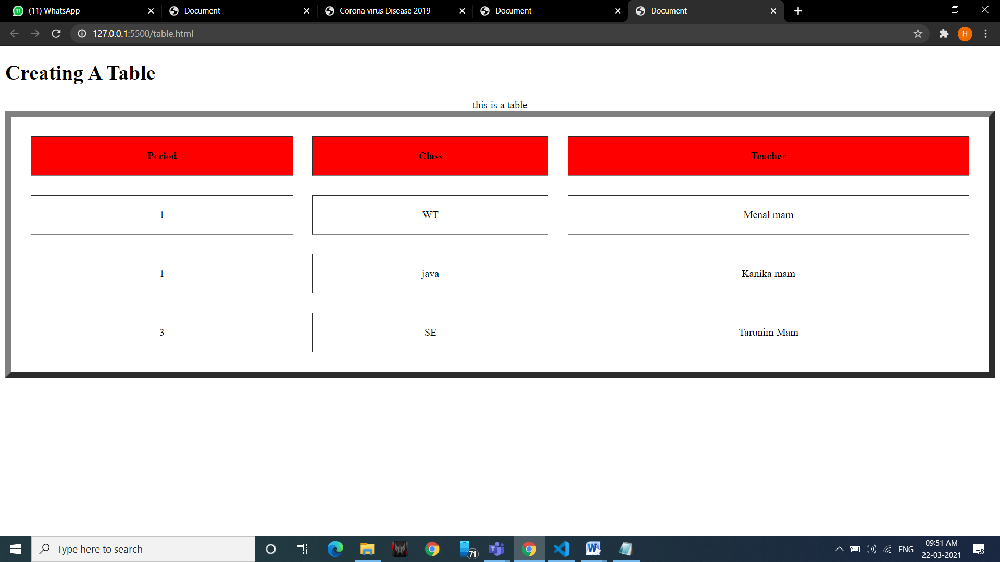 (11) WhatsApp
Document
Corona virus Disease 2019
Document
Document
127.0.0.1:5500/table.html
H
Creating A Table
this is a table
Period Class Teacher
1 WT Menal mam
1 java Kanika mam
3 SE Tarunim Mam
Type here to search
71
ENG
09:51 AM
22-03-2021